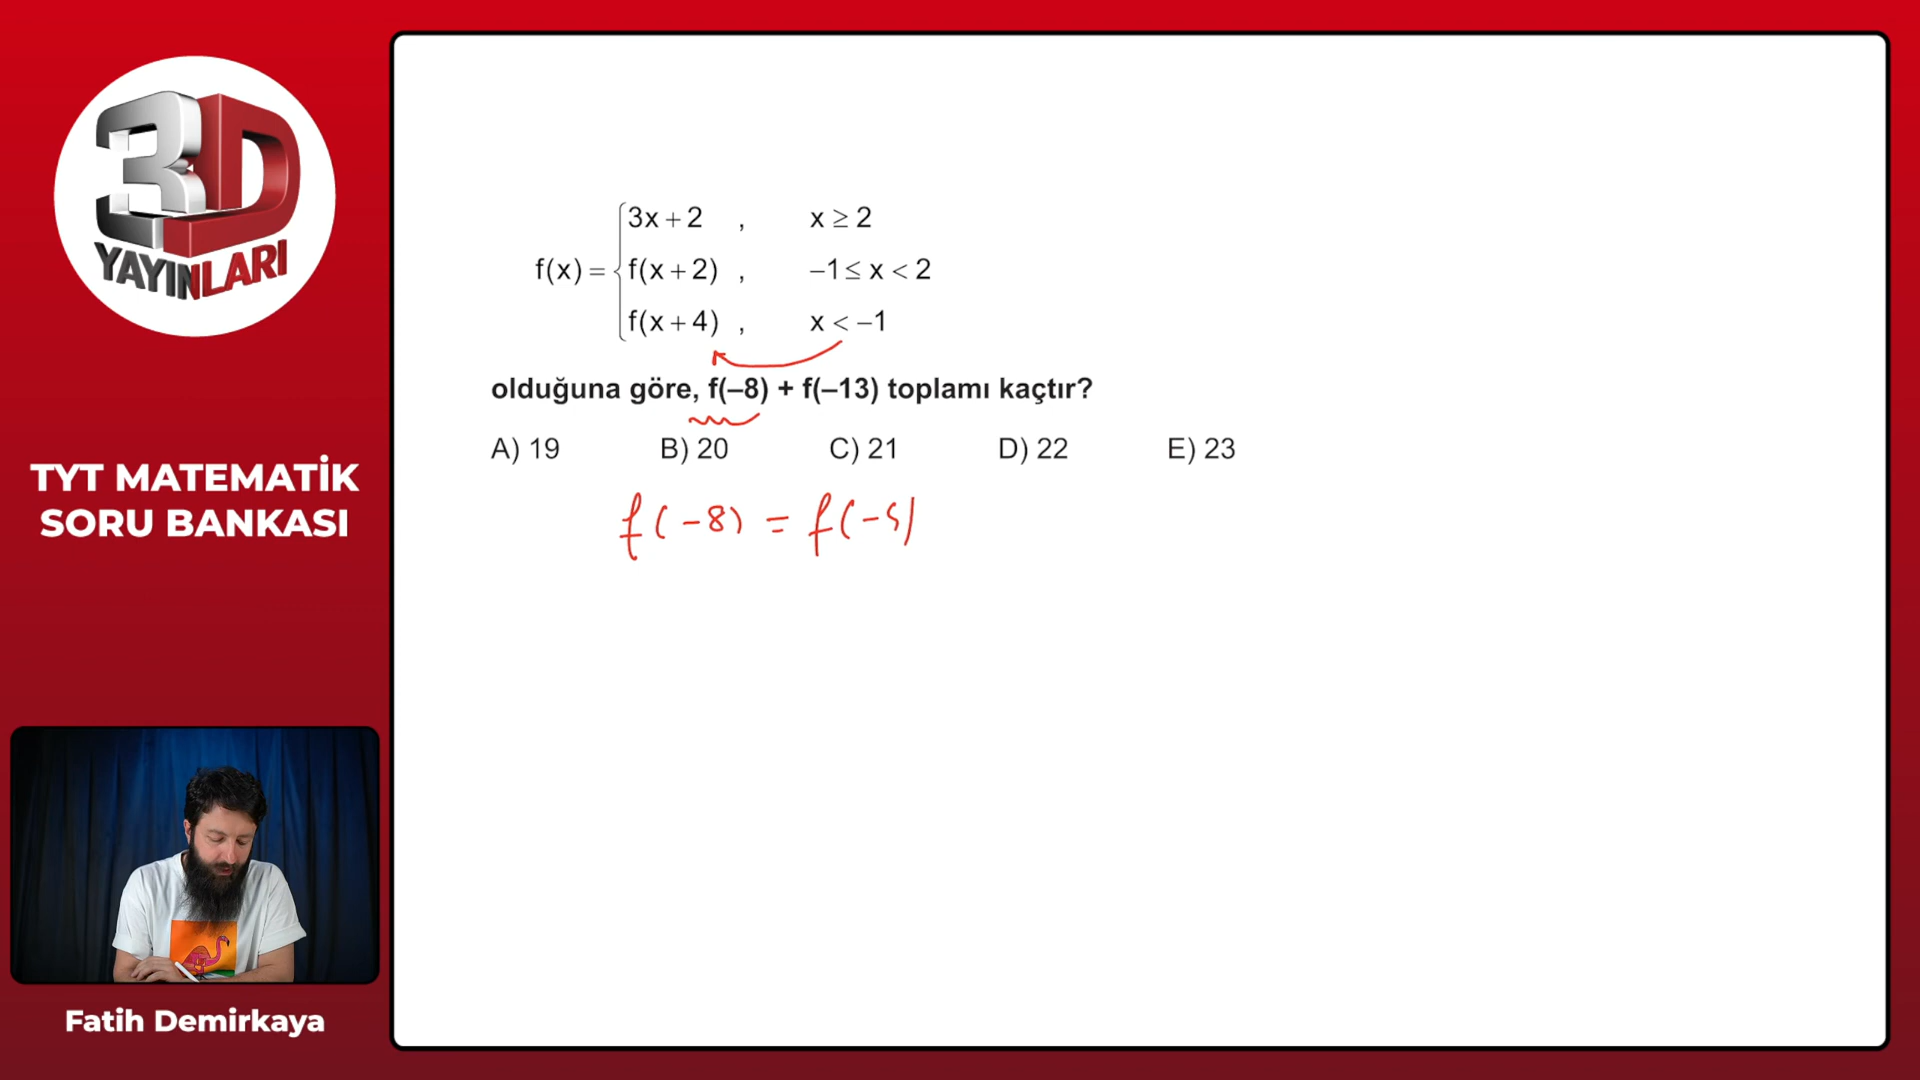 3D
YAYINLARI
TYT MATEMATİK
SORU BANKASI
Fatih Demirkaya
f(x) = { 3x + 2 , x ≥ 2
f(x + 2) , –1 ≤ x < 2
f(x + 4) , x < –1
olduğuna göre, f(–8) + f(–13) toplamı kaçtır?
A) 19 B) 20 C) 21 D) 22 E) 23
f(-8) = f(-